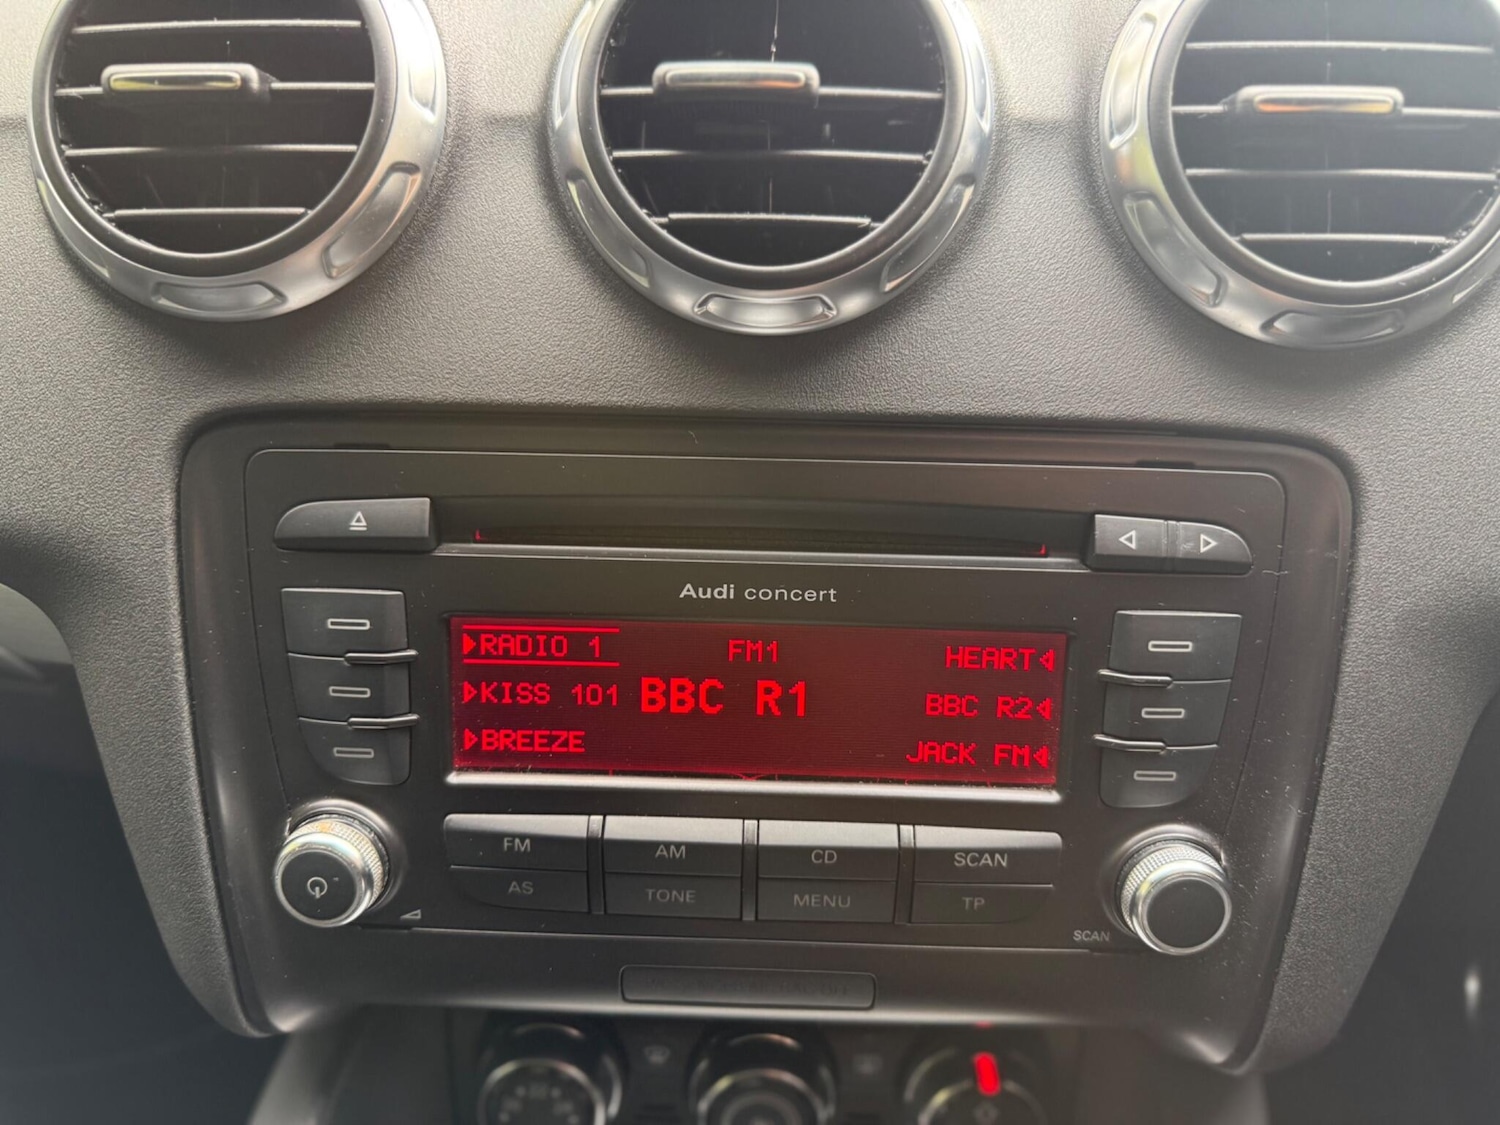 Audi concert
RADIO 1 FM1 HEART
KISS 101 BBC R1 BBC R2
BREEZE JACK FM
FM AM CD SCAN
AS TONE MENU TP
SCAN